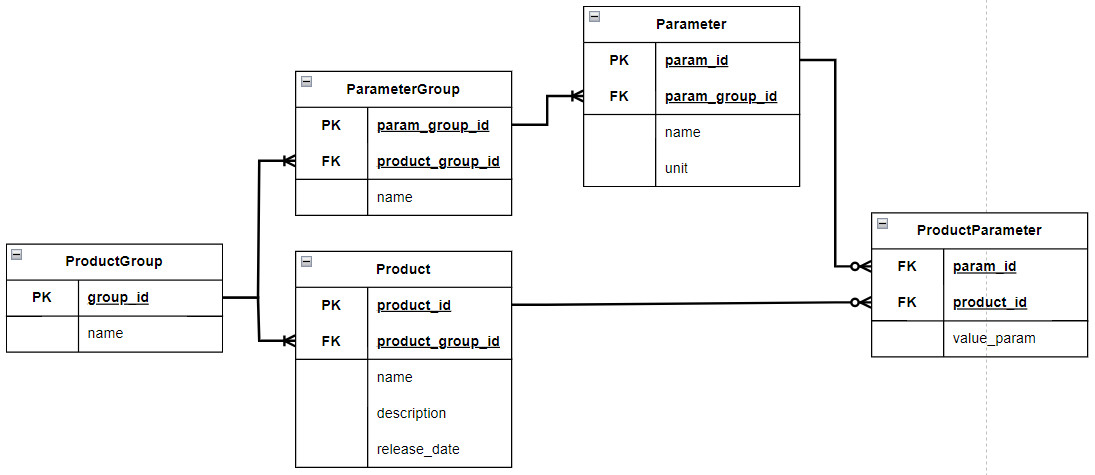 Parameter
PK param_id
FK param_group_id
name
unit
ParameterGroup
PK param_group_id
FK product_group_id
name
ProductGroup
PK group_id
name
Product
PK product_id
FK product_group_id
name
description
release_date
ProductParameter
FK param_id
FK product_id
value_param